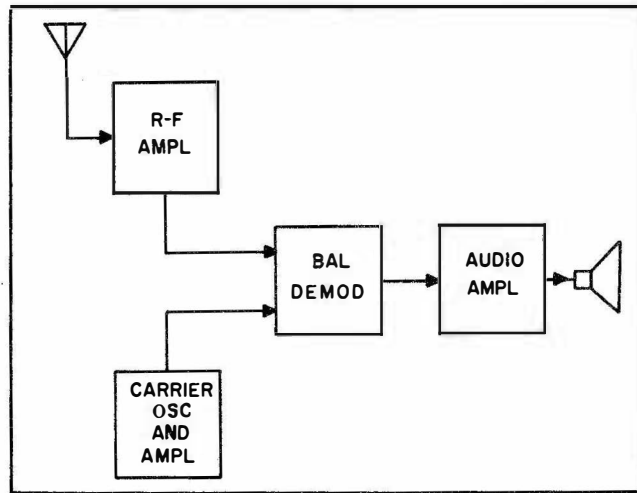 R-F
AMPL
BAL
DEMOD
AUDIO
AMPL
CARRIER
OSC
AND
AMPL